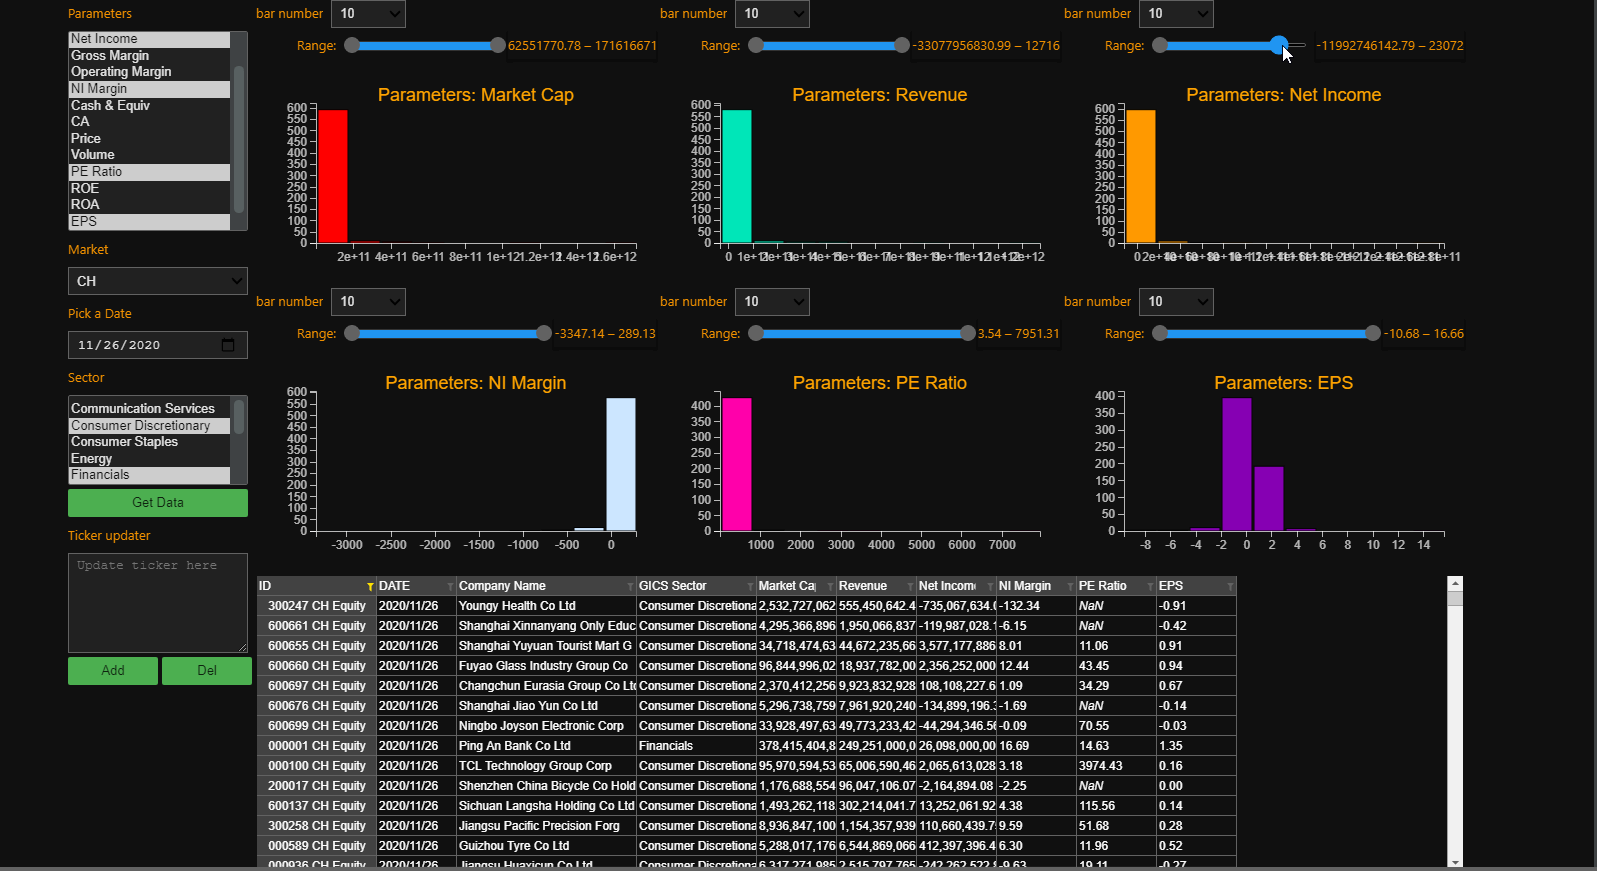 Parameters
Net Income
Gross Margin
Operating Margin
NI Margin
Cash & Equiv
CA
Price
Volume
PE Ratio
ROE
ROA
EPS
Market
CH
Pick a Date
11/26/2020
Sector
Communication Services
Consumer Discretionary
Consumer Staples
Energy
Financials
Get Data
Ticker updater
Update ticker here
Add Del
bar number 10
Range: 62551770.78 – 171616671
Parameters: Market Cap
600
550
500
450
400
350
300
250
200
150
100
50
0
2e+11 4e+11 6e+11 8e+11 1e+12 1.2e+12 1.4e+12 1.6e+12
bar number 10
Range: -33077956830.99 – 12716
Parameters: Revenue
600
550
500
450
400
350
300
250
200
150
100
50
0
0
bar number 10
Range: -11992746142.79 – 23072
Parameters: Net Income
600
550
500
450
400
350
300
250
200
150
100
50
0
0
bar number 10
Range: -3347.14 – 289.13
Parameters: NI Margin
600
550
500
450
400
350
300
250
200
150
100
50
0
-3000 -2500 -2000 -1500 -1000 -500 0
bar number 10
Range: 3.54 – 7951.31
Parameters: PE Ratio
400
350
300
250
200
150
100
50
0
1000 2000 3000 4000 5000 6000 7000
bar number 10
Range: -10.68 – 16.66
Parameters: EPS
400
350
300
250
200
150
100
50
0
-8 -6 -4 -2 0 2 4 6 8 10 12 14
ID DATE Company Name GICS Sector Market Ca Revenue Net Incom NI Margin PE Ratio EPS
300247 CH Equity 2020/11/26 Youngy Health Co Ltd Consumer Discretiona 2,532,727,062 555,450,642.4 -735,067,634.0 -132.34 NaN -0.91
600661 CH Equity 2020/11/26 Shanghai Xinnanyang Only Educ Consumer Discretiona 4,295,366,896 1,950,066,837 -119,987,028.1 -6.15 NaN -0.42
600655 CH Equity 2020/11/26 Shanghai Yuyuan Tourist Mart G Consumer Discretiona 34,718,474,63 44,672,235,66 3,577,177,886 8.01 11.06 0.91
600660 CH Equity 2020/11/26 Fuyao Glass Industry Group Co Consumer Discretiona 96,844,996,02 18,937,782,00 2,356,252,000 12.44 43.45 0.94
600697 CH Equity 2020/11/26 Changchun Eurasia Group Co Ltd Consumer Discretiona 2,370,412,256 9,923,832,928 108,108,227.6 1.09 34.29 0.67
600676 CH Equity 2020/11/26 Shanghai Jiao Yun Co Ltd Consumer Discretiona 5,296,738,759 7,961,920,240 -134,899,196. -1.69 NaN -0.14
600699 CH Equity 2020/11/26 Ningbo Joyson Electronic Corp Consumer Discretiona 33,928,497,63 49,773,233,42 -44,294,346.5 -0.09 70.55 -0.03
000001 CH Equity 2020/11/26 Ping An Bank Co Ltd Financials 378,415,404,8 249,251,000,0 26,098,000,00 16.69 14.63 1.35
000100 CH Equity 2020/11/26 TCL Technology Group Corp Consumer Discretiona 95,970,594,53 65,006,590,46 2,065,613,028 3.18 3974.43 0.16
200017 CH Equity 2020/11/26 Shenzhen China Bicycle Co Hold Consumer Discretiona 1,176,688,554 96,047,106.07 -2,164,894.08 -2.25 NaN 0.00
600137 CH Equity 2020/11/26 Sichuan Langsha Holding Co Ltd Consumer Discretiona 1,493,262,118 302,214,041.7 13,252,061.92 4.38 115.56 0.14
300258 CH Equity 2020/11/26 Jiangsu Pacific Precision Forg Consumer Discretiona 8,936,847,100 1,154,357,939 110,660,439.7 9.59 51.68 0.28
000589 CH Equity 2020/11/26 Guizhou Tyre Co Ltd Consumer Discretiona 5,288,017,176 6,544,869,066 412,397,396.4 6.30 11.96 0.52
000936 CH Equity 2020/11/26 Jiangsu Huaxicun Co Ltd Consumer Discretiona 6,317,271,985 2,515,797,765 -242,262,522. -9.63 19.11 -0.27